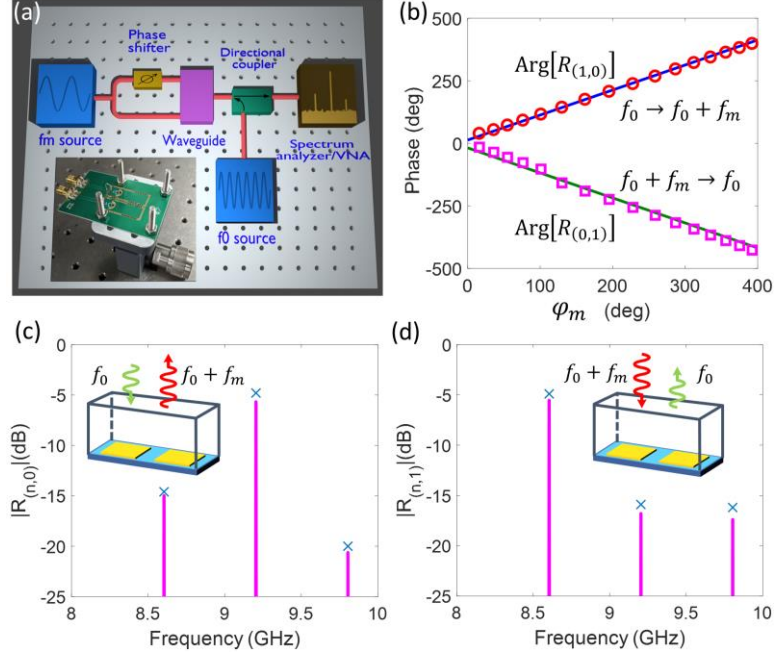 (a)
Phase
shifter
Directional
coupler
fm source
Waveguide
Spectrum
analyzer/VNA
f0 source
(b)
500
250
0
-250
-500
Phase (deg)
Arg[R(1,0)]
f0 → f0 + fm
f0 + fm → f0
Arg[R(0,1)]
0 100 200 300 400
φm (deg)
(c)
0
-5
-10
-15
-20
-25
|R(n,0)|(dB)
f0
f0 + fm
8 8.5 9 9.5 10
Frequency (GHz)
(d)
0
-5
-10
-15
-20
-25
|R(n,1)|(dB)
f0 + fm
f0
8 8.5 9 9.5 10
Frequency (GHz)